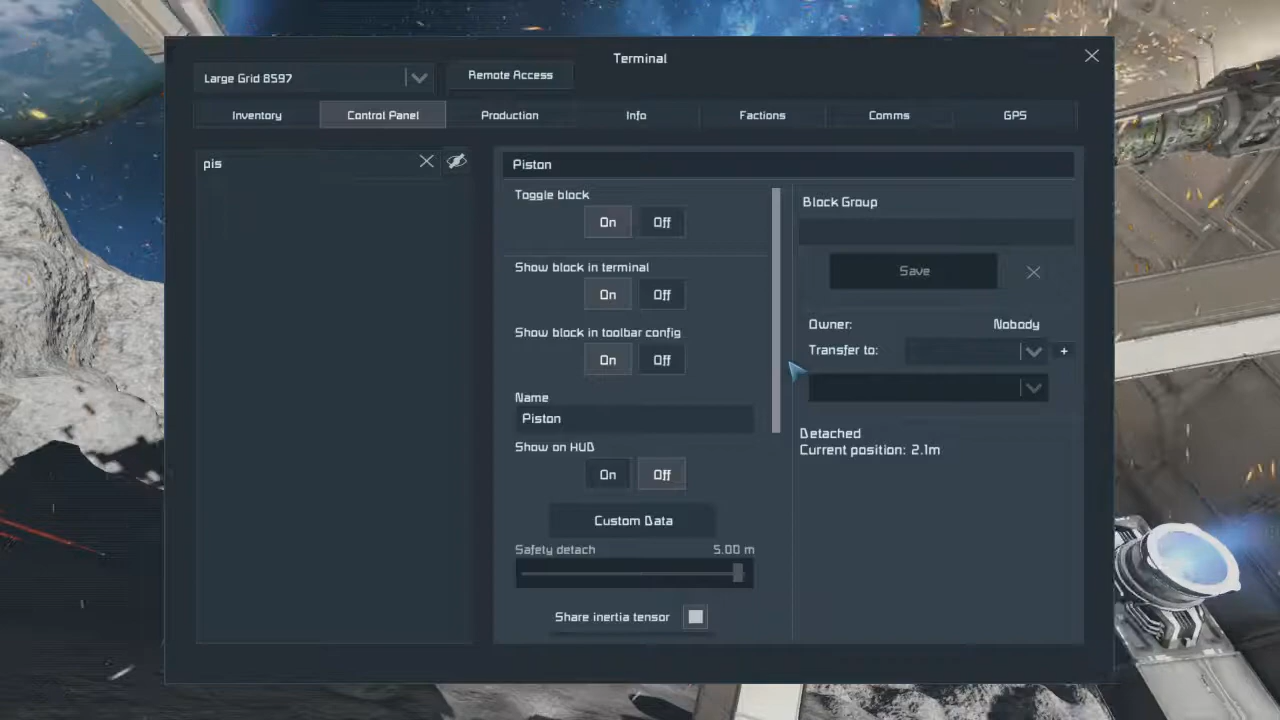 Terminal
Large Grid 8597
Remote Access
Inventory
Control Panel
Production
Info
Factions
Comms
GPS
pis
Piston
Toggle block
On
Off
Show block in terminal
On
Off
Show block in toolbar config
On
Off
Name
Piston
Show on HUD
On
Off
Custom Data
Safety detach
5.00 m
Share inertia tensor
Block Group
Save
Owner:
Nobody
Transfer to:
+
Detached
Current position: 2.1m